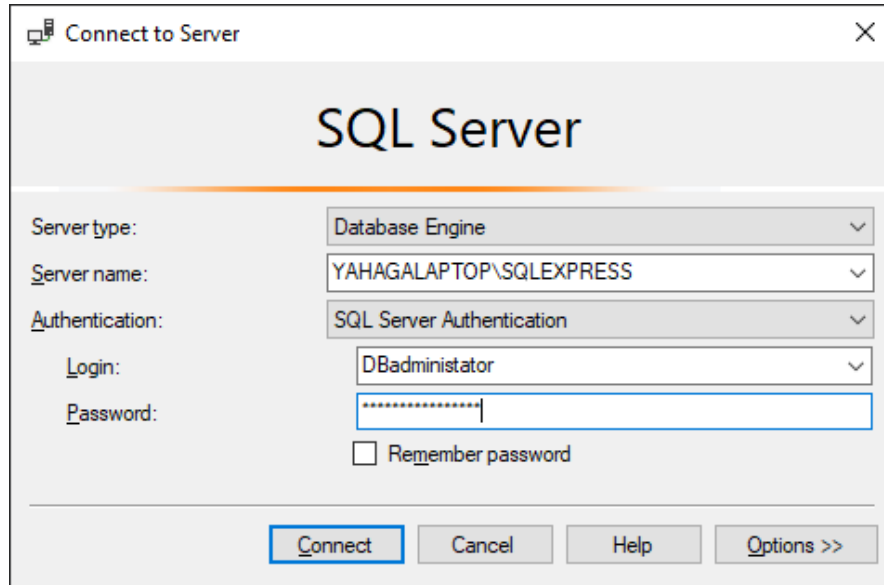 Connect to Server
SQL Server
Server type: Database Engine
Server name: YAHAGALAPTOP\SQLEXPRESS
Authentication: SQL Server Authentication
Login: DBadministator
Password: ****************
Remember password
Connect Cancel Help Options >>